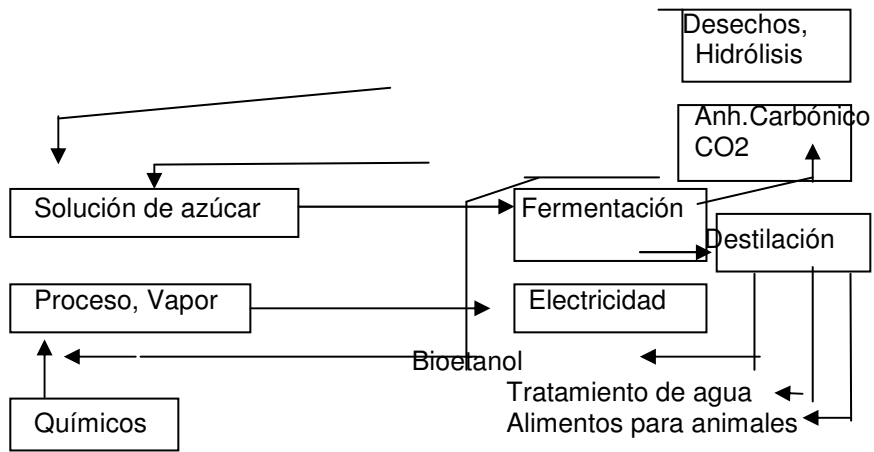 Desechos,
Hidrólisis
Anh.Carbónico
CO2
Solución de azúcar
Fermentación
Destilación
Proceso, Vapor
Electricidad
Bioetanol
Tratamiento de agua
Químicos
Alimentos para animales